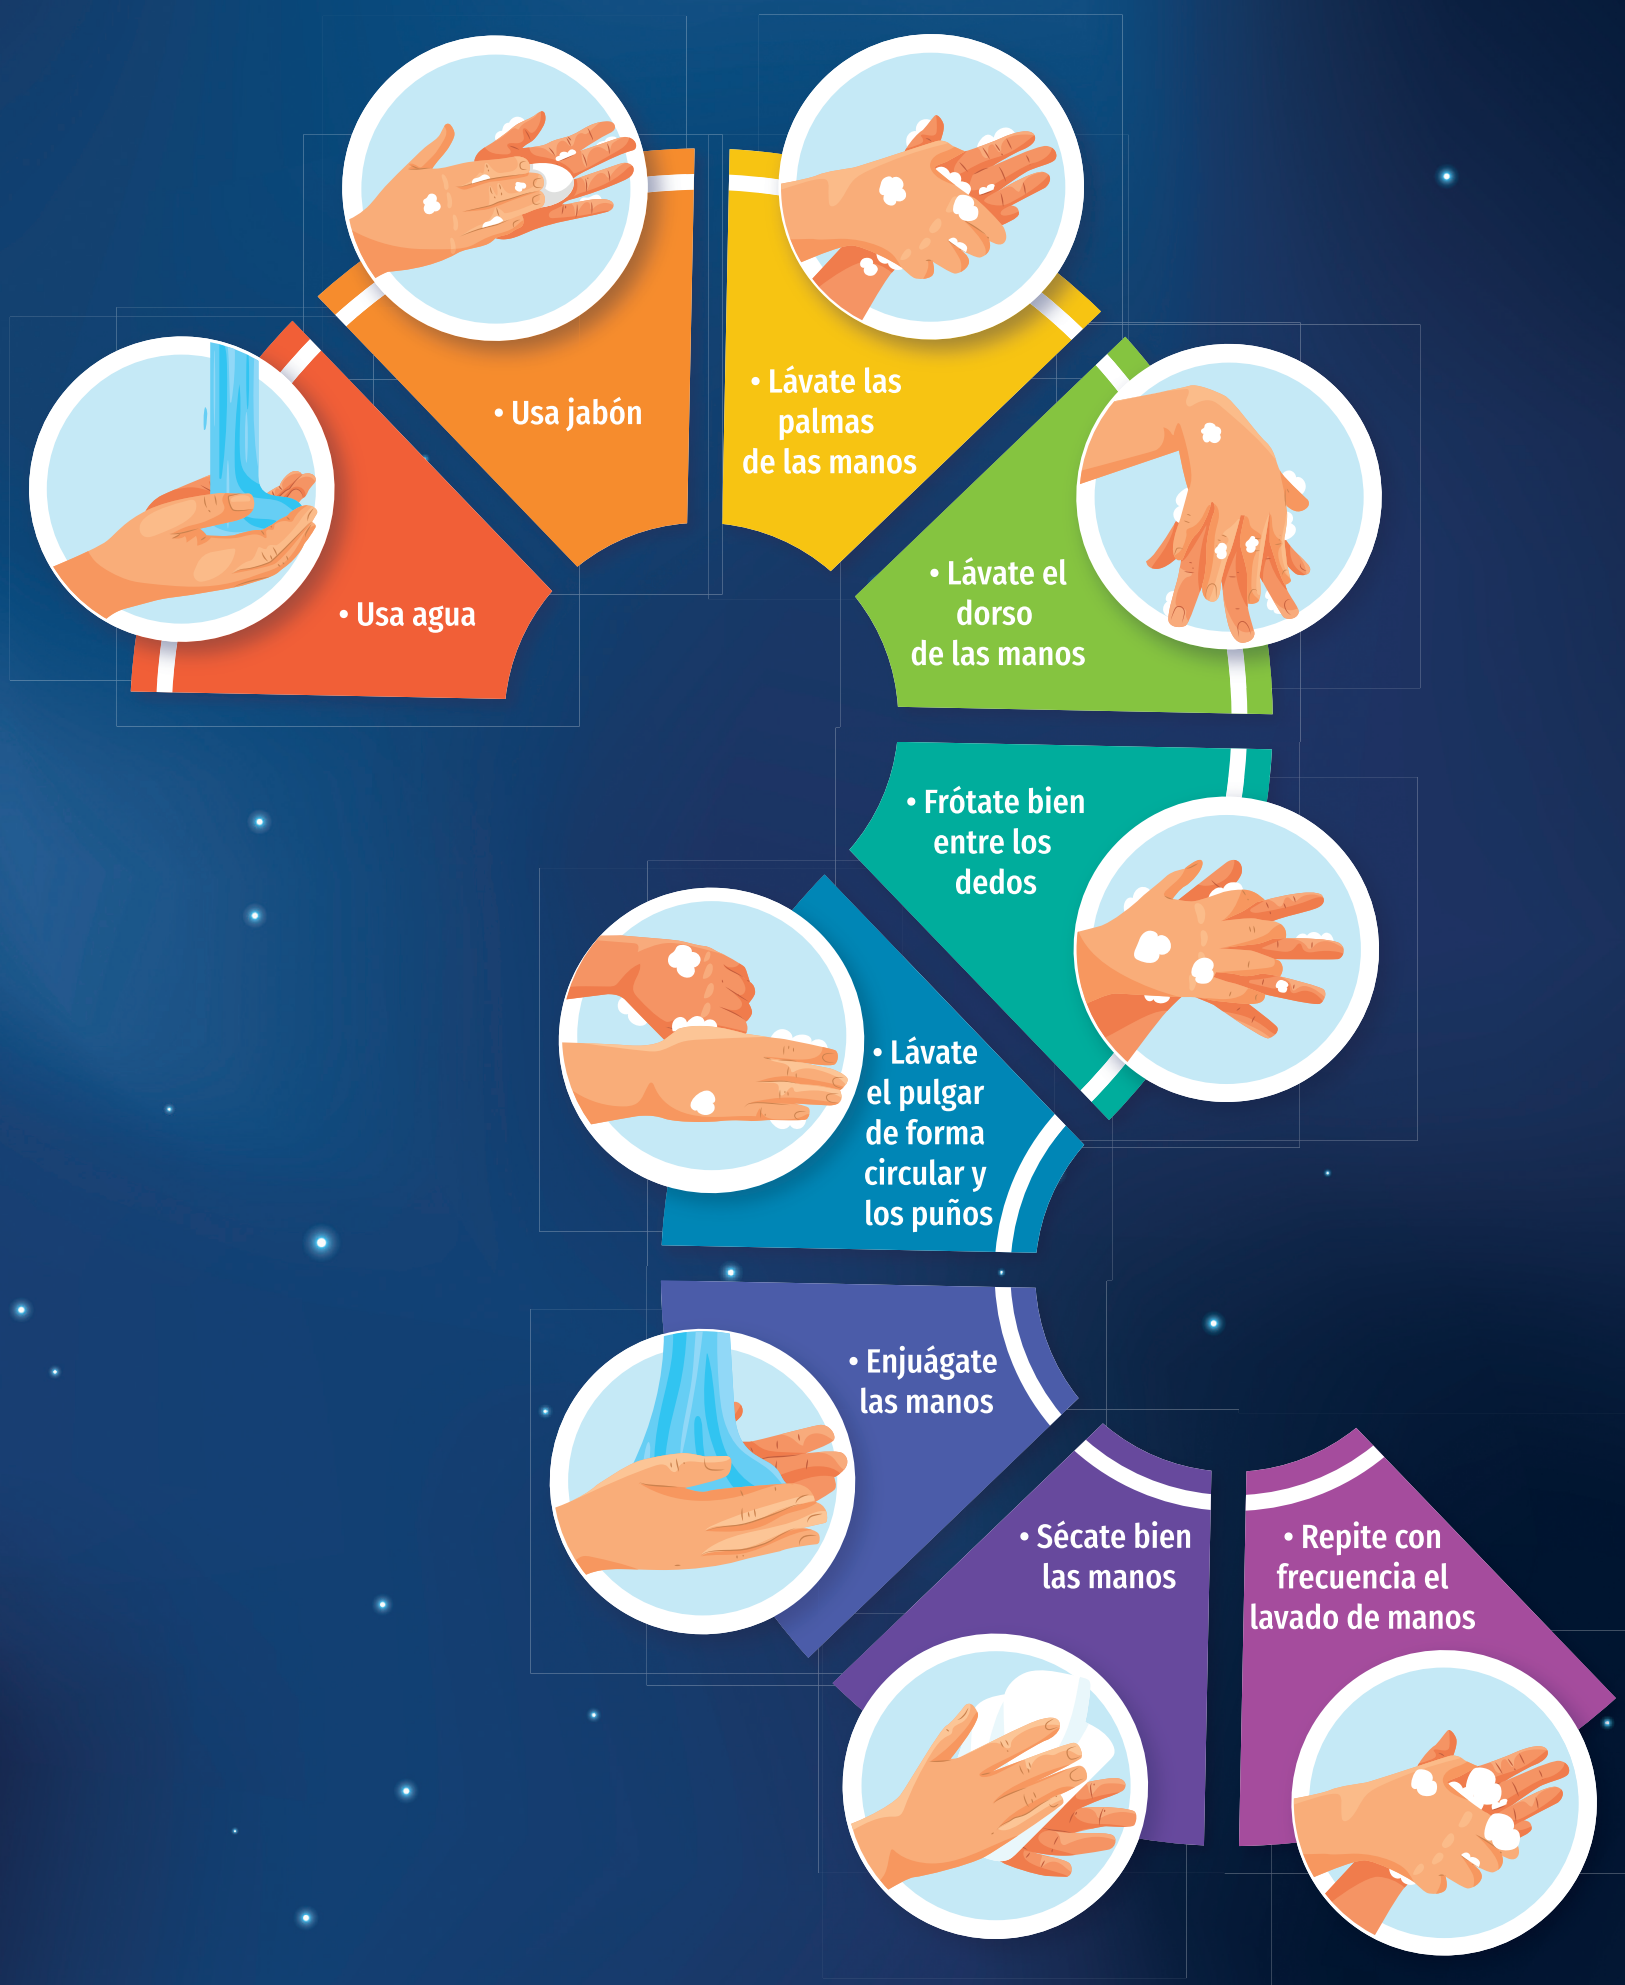 • Usa agua
• Usa jabón
• Lávate las
palmas
de las manos
• Lávate el
dorso
de las manos
• Frótate bien
entre los
dedos
• Lávate
el pulgar
de forma
circular y
los puños
• Enjuágate
las manos
• Sécate bien
las manos
• Repite con
frecuencia el
lavado de manos